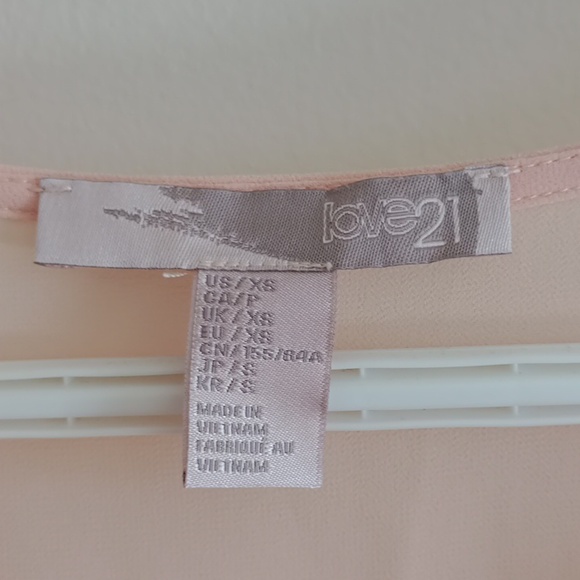 love21
US/XS
CA/P
UK/XS
EU/XS
CN/155/84A
JP/S
KR/S
MADE IN
VIETNAM
FABRIQUÉ AU
VIETNAM